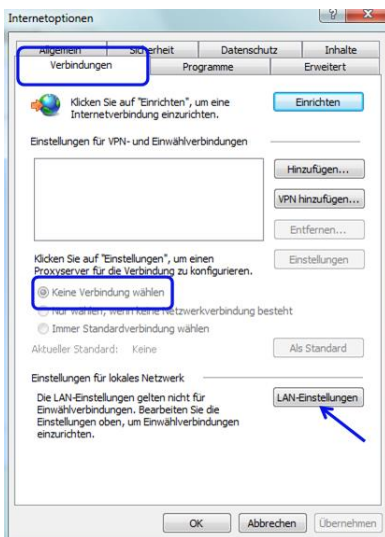 Internetoptionen
Allgemein Sicherheit Datenschutz Inhalte
Verbindungen Programme Erweitert
Klicken Sie auf "Einrichten", um eine
Internetverbindung einzurichten.
Einrichten
Einstellungen für VPN- und Einwählverbindungen
Hinzufügen...
VPN hinzufügen...
Entfernen...
Klicken Sie auf "Einstellungen", um einen
Proxyserver für die Verbindung zu konfigurieren.
Einstellungen
Keine Verbindung wählen
Nur wählen, wenn keine Netzwerkverbindung besteht
Immer Standardverbindung wählen
Aktueller Standard: Keine
Als Standard
Einstellungen für lokales Netzwerk
Die LAN-Einstellungen gelten nicht für
Einwählverbindungen. Bearbeiten Sie die
Einstellungen oben, um Einwählverbindungen
einzurichten.
LAN-Einstellungen
OK Abbrechen Übernehmen